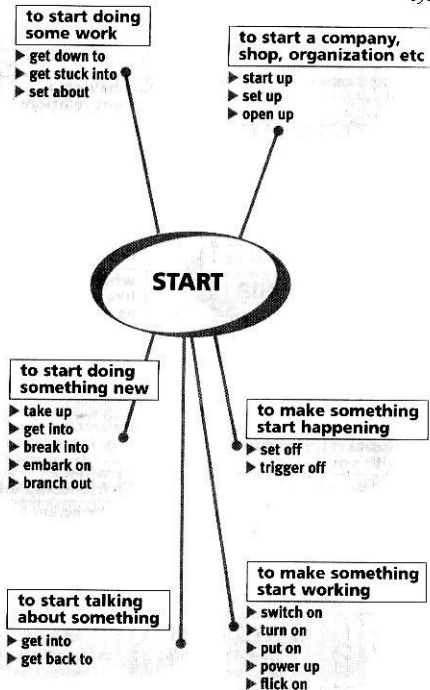 to start doing
some work
▶ get down to
▶ get stuck into
▶ set about
to start a company,
shop, organization etc
▶ start up
▶ set up
▶ open up
START
to start doing
something new
▶ take up
▶ get into
▶ break into
▶ embark on
▶ branch out
to make something
start happening
▶ set off
▶ trigger off
to start talking
about something
▶ get into
▶ get back to
to make something
start working
▶ switch on
▶ turn on
▶ put on
▶ power up
▶ flick on